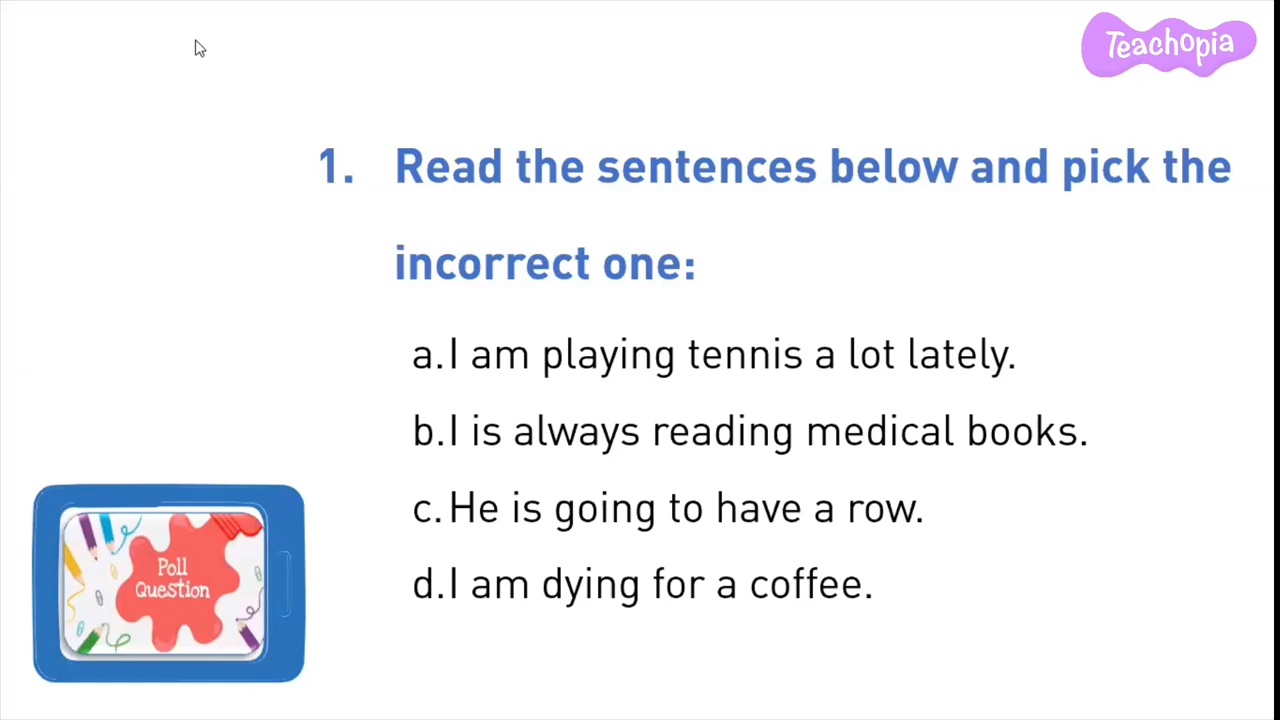 Teachopia
1. Read the sentences below and pick the
incorrect one:
a.I am playing tennis a lot lately.
b.I is always reading medical books.
c.He is going to have a row.
d.I am dying for a coffee.
Poll
Question